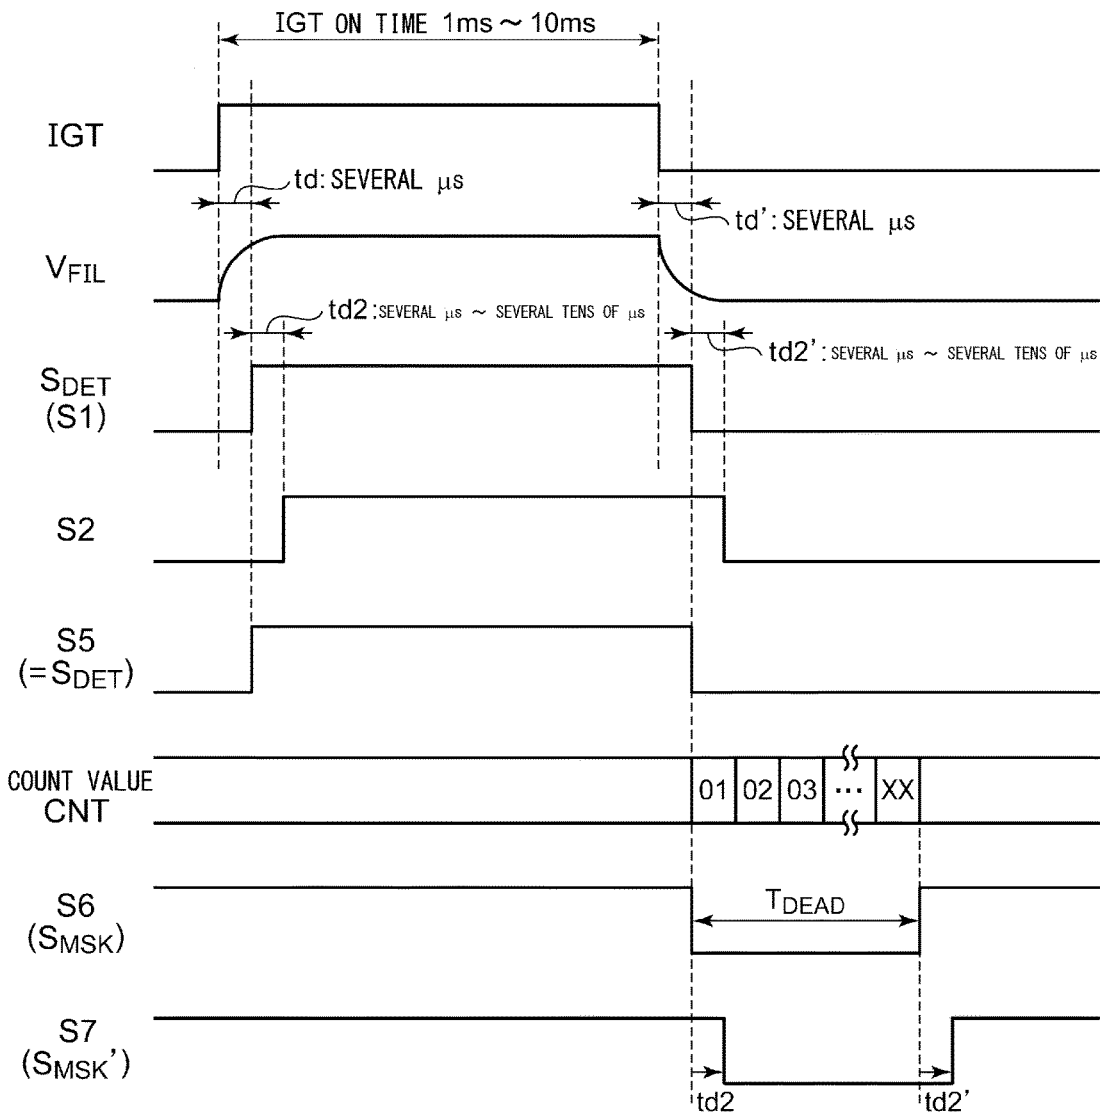 IGT ON TIME 1ms～10ms
IGT
td:SEVERAL μs
td':SEVERAL μs
VFIL
td2:SEVERAL μs ～ SEVERAL TENS OF μs
td2':SEVERAL μs ～ SEVERAL TENS OF μs
SDET
(S1)
S2
S5
(=SDET)
COUNT VALUE
CNT
01 02 03 ··· XX
S6
(SMSK)
TDEAD
S7
(SMSK')
td2 td2'